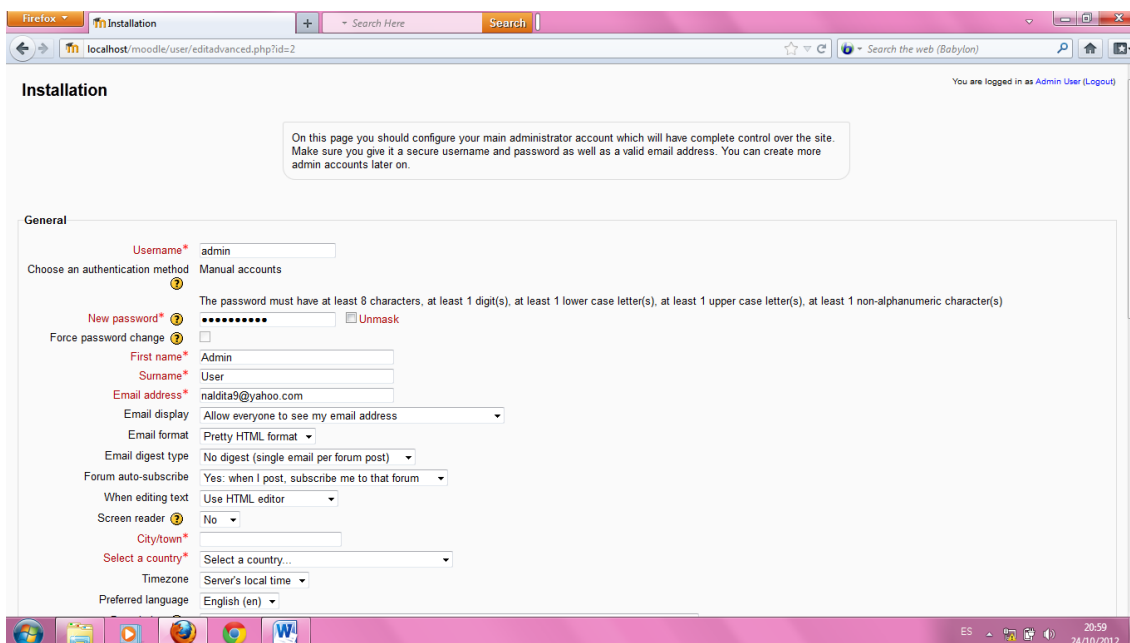 Firefox
Installation
Search Here
Search
localhost/moodle/user/editadvanced.php?id=2
Search the web (Babylon)
You are logged in as Admin User (Logout)
Installation
On this page you should configure your main administrator account which will have complete control over the site.
Make sure you give it a secure username and password as well as a valid email address. You can create more
admin accounts later on.
General
Username* admin
Choose an authentication method Manual accounts
The password must have at least 8 characters, at least 1 digit(s), at least 1 lower case letter(s), at least 1 upper case letter(s), at least 1 non-alphanumeric character(s)
New password* •••••••••• Unmask
Force password change
First name* Admin
Surname* User
Email address* naldita9@yahoo.com
Email display Allow everyone to see my email address
Email format Pretty HTML format
Email digest type No digest (single email per forum post)
Forum auto-subscribe Yes: when I post, subscribe me to that forum
When editing text Use HTML editor
Screen reader No
City/town*
Select a country* Select a country...
Timezone Server's local time
Preferred language English (en)
ES 20:59
24/10/2012